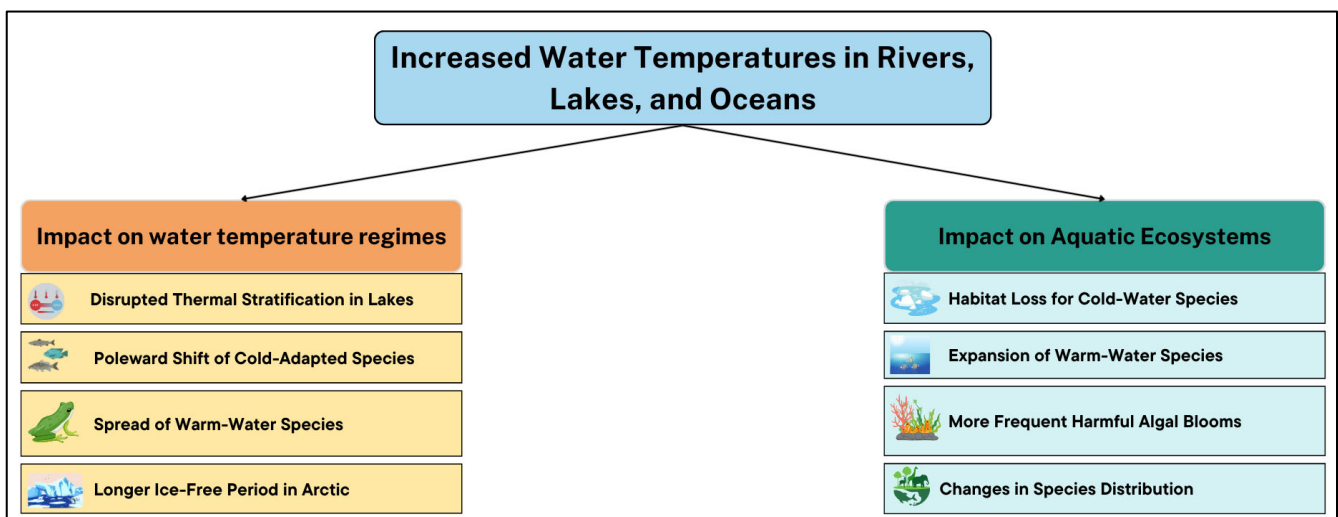 Increased Water Temperatures in Rivers,
Lakes, and Oceans
Impact on water temperature regimes
Disrupted Thermal Stratification in Lakes
Poleward Shift of Cold-Adapted Species
Spread of Warm-Water Species
Longer Ice-Free Period in Arctic
Impact on Aquatic Ecosystems
Habitat Loss for Cold-Water Species
Expansion of Warm-Water Species
More Frequent Harmful Algal Blooms
Changes in Species Distribution